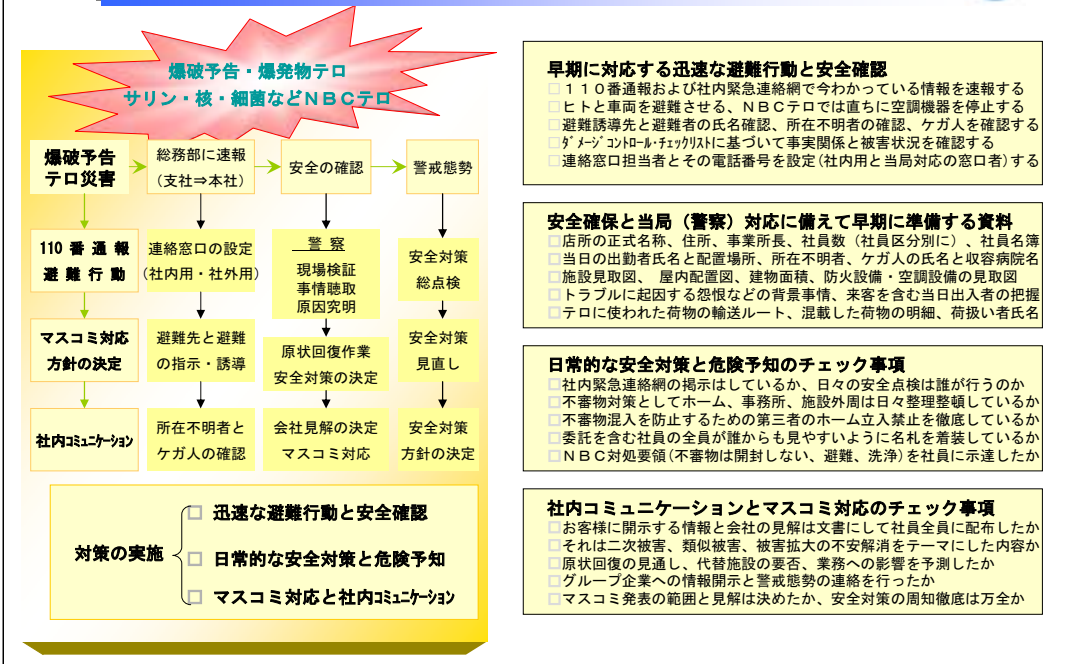 爆破予告・爆発物テロ
サリン・核・細菌などＮＢＣテロ
爆破予告
テロ災害
総務部に速報
(支社⇒本社)
安全の確認
警戒態勢
110 番 通 報
避 難 行 動
連絡窓口の設定
(社内用・社外用)
警 察
現場検証
事情聴取
原因究明
安全対策
総点検
マスコミ対応
方針の決定
避難先と避難
の指示・誘導
原状回復作業
安全対策の決定
安全対策
見直し
社内ｺﾐｭﾆｹｰｼｮﾝ
所在不明者と
ケガ人の確認
会社見解の決定
マスコミ対応
安全対策
方針の決定
対策の実施
□ 迅速な避難行動と安全確認
□ 日常的な安全対策と危険予知
□ マスコミ対応と社内ｺﾐｭﾆｹｰｼｮﾝ
早期に対応する迅速な避難行動と安全確認
□１１０番通報および社内緊急連絡網で今わかっている情報を速報する
□ヒトと車両を避難させる、ＮＢＣテロでは直ちに空調機器を停止する
□避難誘導先と避難者の氏名確認、所在不明者の確認、ケガ人を確認する
□ﾀﾞﾒｰｼﾞｺﾝﾄﾛｰﾙ･ﾁｪｯｸﾘｽﾄに基づいて事実関係と被害状況を確認する
□連絡窓口担当者とその電話番号を設定(社内用と当局対応の窓口者)する
安全確保と当局（警察）対応に備えて早期に準備する資料
□店所の正式名称、住所、事業所長、社員数（社員区分別に）、社員名簿
□当日の出勤者氏名と配置場所、所在不明者、ケガ人の氏名と収容病院名
□施設見取図、 屋内配置図、建物面積、防火設備・空調設備の見取図
□トラブルに起因する怨恨などの背景事情、来客を含む当日出入者の把握
□テロに使われた荷物の輸送ルート、混載した荷物の明細、荷扱い者氏名
日常的な安全対策と危険予知のチェック事項
□社内緊急連絡網の掲示はしているか、日々の安全点検は誰が行うのか
□不審物対策としてホーム、事務所、施設外周は日々整理整頓しているか
□不審物混入を防止するための第三者のホーム立入禁止を徹底しているか
□委託を含む社員の全員が誰からも見やすいように名札を着装しているか
□ＮＢＣ対処要領(不審物は開封しない、避難、洗浄)を社員に示達したか
社内コミュニケーションとマスコミ対応のチェック事項
□お客様に開示する情報と会社の見解は文書にして社員全員に配布したか
□それは二次被害、類似被害、被害拡大の不安解消をテーマにした内容か
□原状回復の見通し、代替施設の要否、業務への影響を予測したか
□グループ企業への情報開示と警戒態勢の連絡を行ったか
□マスコミ発表の範囲と見解は決めたか、安全対策の周知徹底は万全か